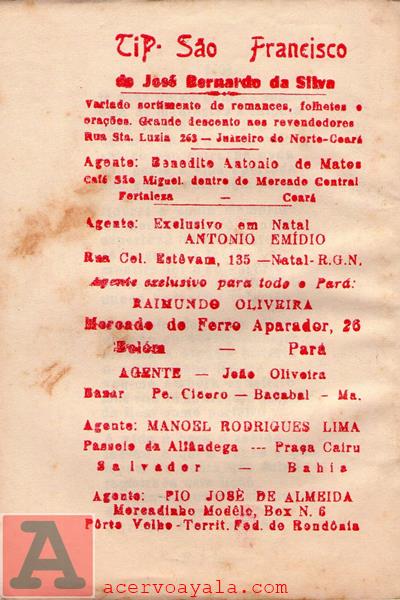 TIP. São Francisco
de José Bernardo da Silva
Variado sortimento de romances, folhetos e
orações. Grande desconto aos revendedores
Rua Sta. Luzia 263 — Juazeiro do Norte-Ceará
Agente: Benedito Antonio de Matos
Café São Miguel. dentro do Mercado Central
Fortaleza — Ceará
Agente: Exclusivo em Natal
ANTONIO EMÍDIO
Rua Cel. Estêvam, 135 —Natal- R.G.N.
Agente exclusivo para todo o Pará:
RAIMUNDO OLIVEIRA
Mercado de Ferro Aparador, 26
Belém — Pará
AGENTE — João Oliveira
Bazar Pe. Cicero — Bacabal - Ma.
Agente: MANOEL RODRIGUES LIMA
Passeio da Alfândega --- Praça Cairu
Salvador — Bahia
Agente: PIO JOSÉ DE ALMEIDA
Mercadinho Modêlo, Box N. 6
Pôrto Velho-Territ. Fed. de Rondônia
A
acervoayala.com